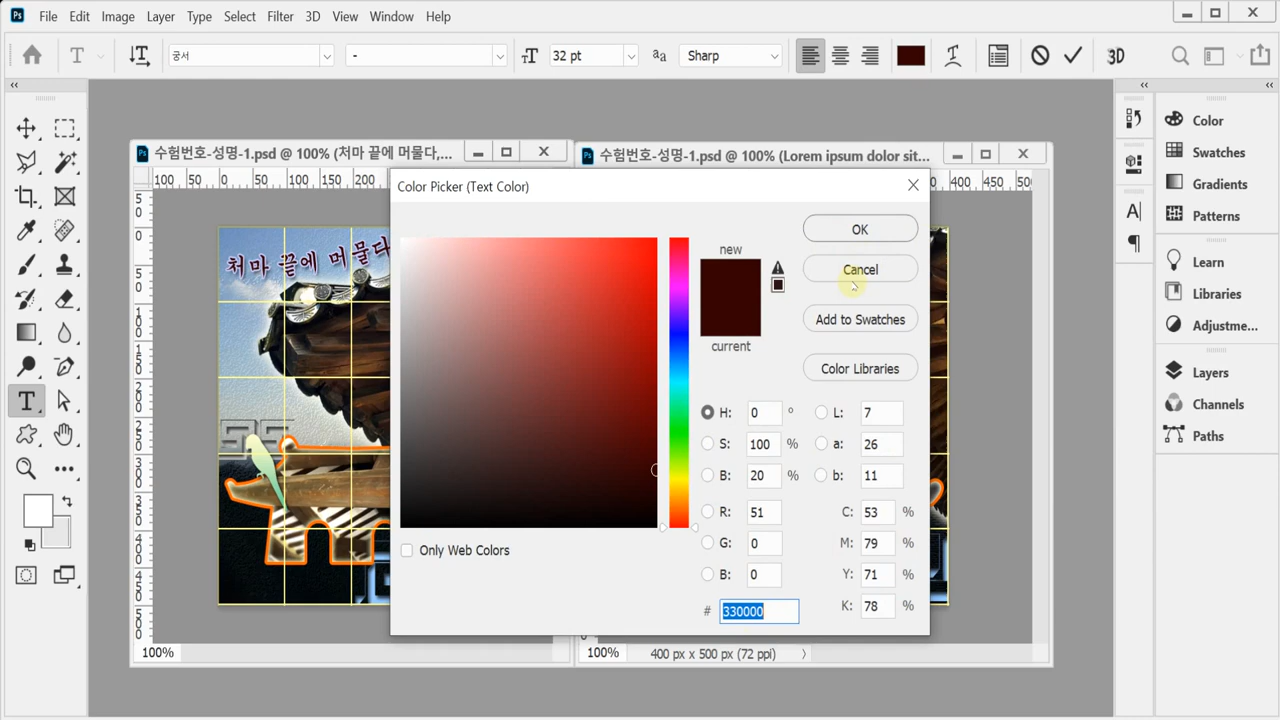 Ps File Edit Image Layer Type Select Filter 3D View Window Help
T T 궁서 - T 32 pt aa Sharp 3D
수험번호-성명-1.psd @ 100% (처마 끝에 머물다,...
수험번호-성명-1.psd @ 100% (Lorem ipsum dolor sit...
100 50 0 50 100 150 200
400 450 500
Color Picker (Text Color)
처마 끝에 머물다
new
current
OK
Cancel
Add to Swatches
Color Libraries
H: 0 ° L: 7
S: 100 % a: 26
B: 20 % b: 11
R: 51 C: 53 %
G: 0 M: 79 %
B: 0 Y: 71 %
# 330000 K: 78 %
Only Web Colors
100%
100% 400 px x 500 px (72 ppi)
Color
Swatches
Gradients
Patterns
Learn
Libraries
Adjustme...
Layers
Channels
Paths